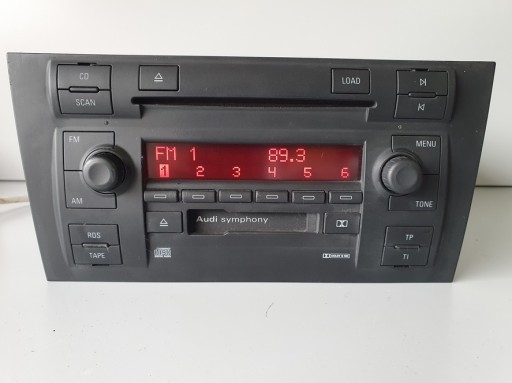 CD
LOAD
SCAN
FM
MENU
FM 1 89.3
1 2 3 4 5 6
AM
TONE
Audi symphony
RDS
TP
TAPE
TI